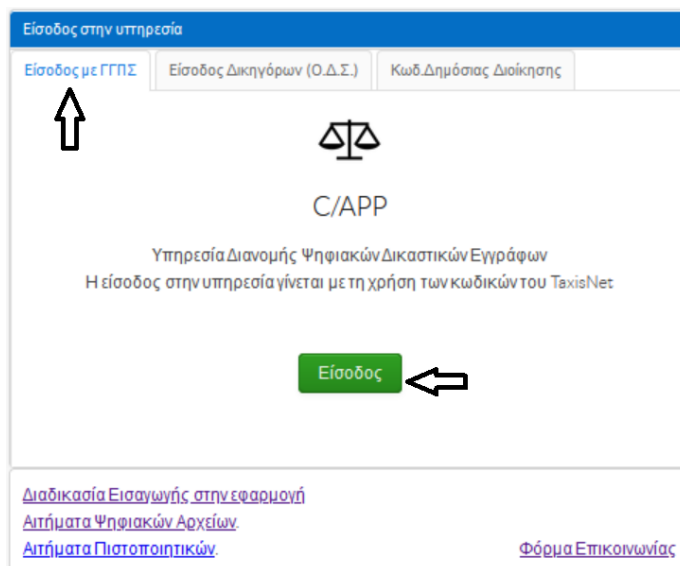 Είσοδος στην υπηρεσία
Είσοδος με ΓΓΠΣ Είσοδος Δικηγόρων (Ο.Δ.Σ.) Κωδ.Δημόσιας Διοίκησης
C/APP
Υπηρεσία Διανομής Ψηφιακών Δικαστικών Εγγράφων
Η είσοδος στην υπηρεσία γίνεται με τη χρήση των κωδικών του TaxisNet
Είσοδος
Διαδικασία Εισαγωγής στην εφαρμογή
Αιτήματα Ψηφιακών Αρχείων.
Αιτήματα Πιστοποιητικών. Φόρμα Επικοινωνίας